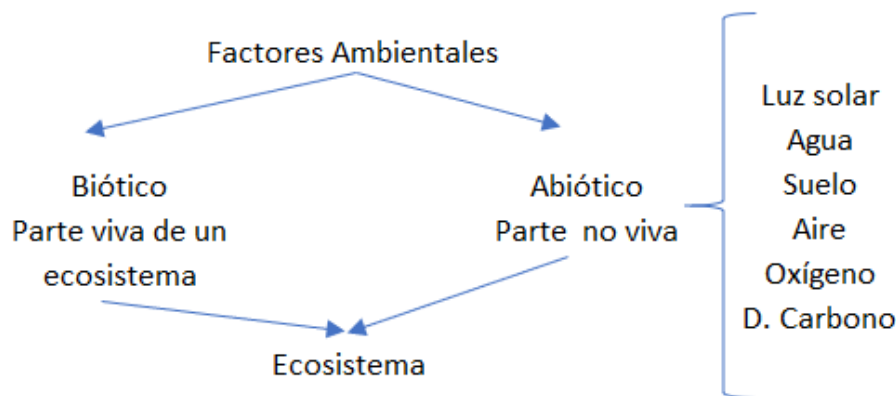 Factores Ambientales
Biótico
Parte viva de un
ecosistema
Abiótico
Parte no viva
Luz solar
Agua
Suelo
Aire
Oxígeno
D. Carbono
Ecosistema